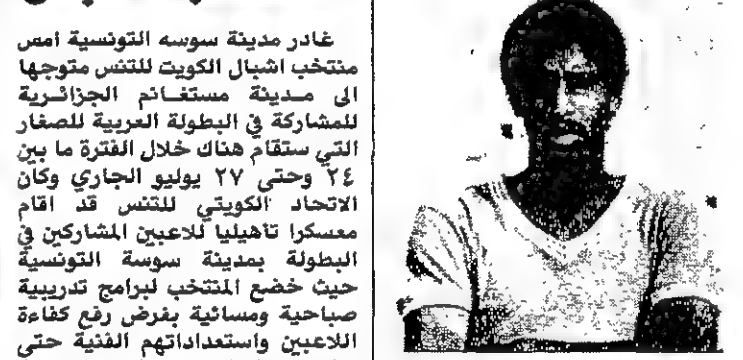 غادر مدينة سوسه التونسية امس
منتخب اشبال الكويت للتنس متوجها
الى مدينة مستغانم الجزائرية
للمشاركة في البطولة العربية للصغار
التي ستقام هناك خلال الفترة ما بين
٢٤ وحتى ٢٧ يوليو الجاري وكان
الاتحاد الكويتي للتنس قد اقام
معسكرا تأهيليا للاعبين المشاركين في
البطولة بمدينة سوسة التونسية
حيث خضع المنتخب لبرامج تدريبية
صباحية ومسائية بغرض رفع كفاءة
اللاعبين واستعداداتهم الفنية حتى